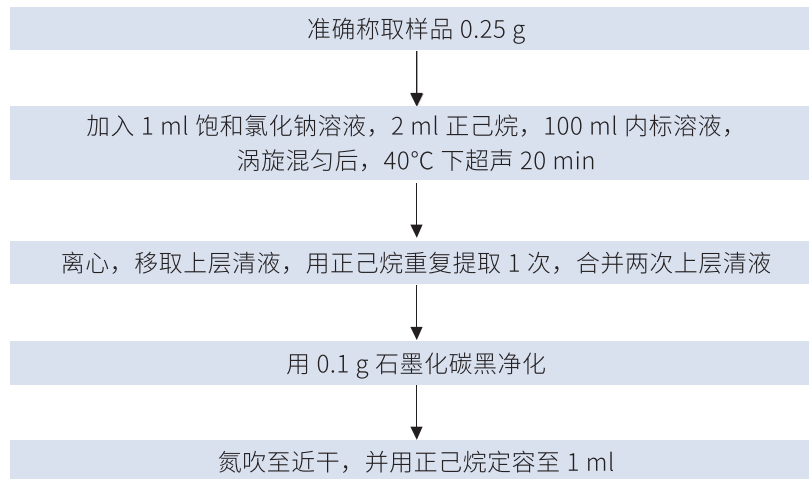 准确称取样品 0.25 g
加入 1 ml 饱和氯化钠溶液，2 ml 正己烷，100 ml 内标溶液，
涡旋混匀后，40°C 下超声 20 min
离心，移取上层清液，用正己烷重复提取 1 次，合并两次上层清液
用 0.1 g 石墨化碳黑净化
氮吹至近干，并用正己烷定容至 1 ml